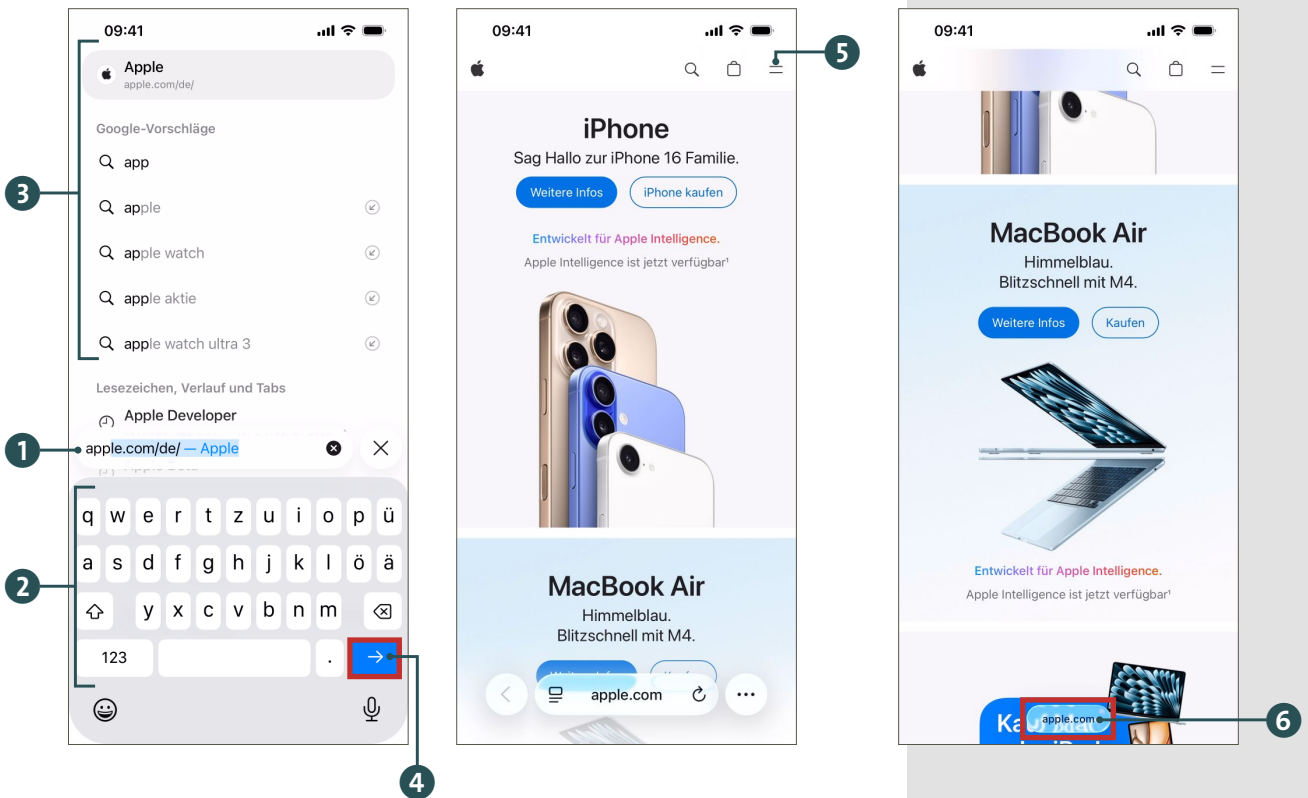 09:41
Apple
apple.com/de/
Google-Vorschläge
app
apple
apple watch
apple aktie
apple watch ultra 3
Lesezeichen, Verlauf und Tabs
Apple Developer
apple.com/de/ — Apple
q w e r t z u i o p ü
a s d f g h j k l ö ä
y x c v b n m
123 .
3
1
2
4
09:41
5
iPhone
Sag Hallo zur iPhone 16 Familie.
Weitere Infos iPhone kaufen
Entwickelt für Apple Intelligence.
Apple Intelligence ist jetzt verfügbar¹
MacBook Air
Himmelblau.
Blitzschnell mit M4.
apple.com
09:41
MacBook Air
Himmelblau.
Blitzschnell mit M4.
Weitere Infos Kaufen
Entwickelt für Apple Intelligence.
Apple Intelligence ist jetzt verfügbar¹
apple.com
6